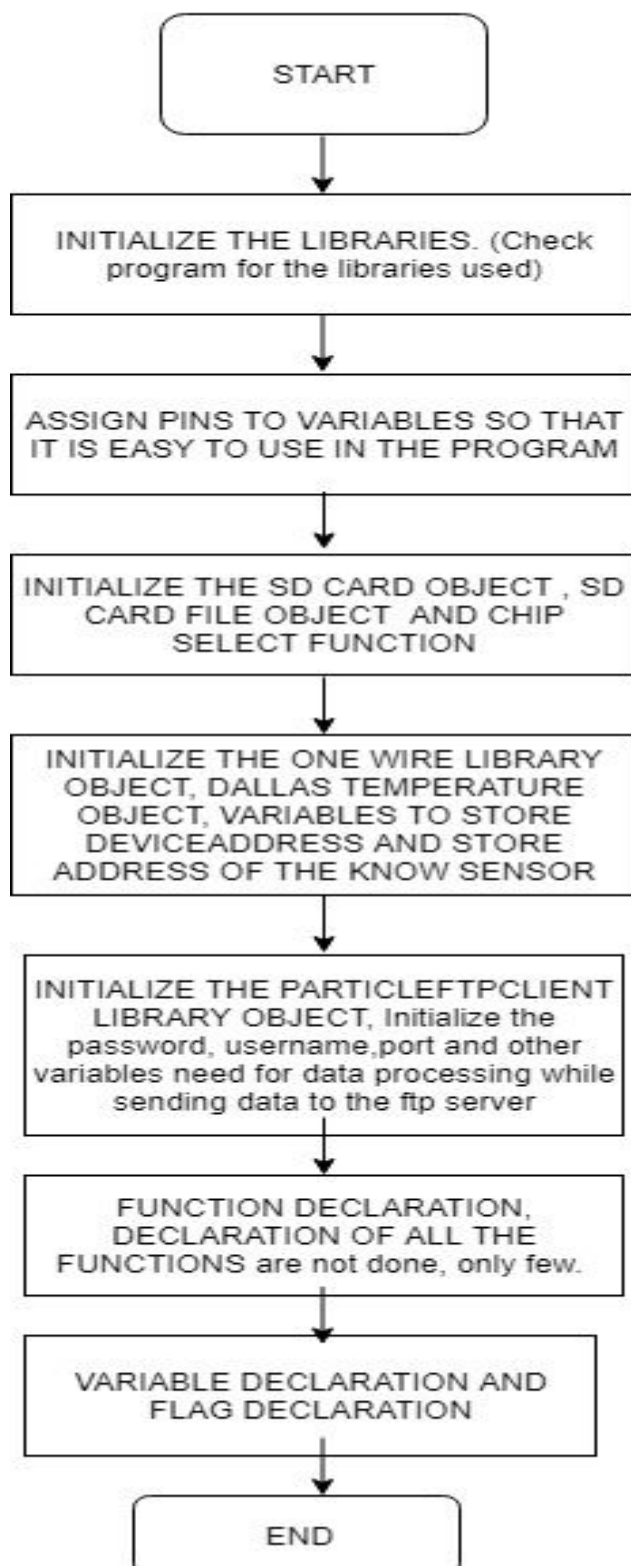 START
INITIALIZE THE LIBRARIES. (Check
program for the libraries used)
ASSIGN PINS TO VARIABLES SO THAT
IT IS EASY TO USE IN THE PROGRAM
INITIALIZE THE SD CARD OBJECT , SD
CARD FILE OBJECT AND CHIP
SELECT FUNCTION
INITIALIZE THE ONE WIRE LIBRARY
OBJECT, DALLAS TEMPERATURE
OBJECT, VARIABLES TO STORE
DEVICEADDRESS AND STORE
ADDRESS OF THE KNOW SENSOR
INITIALIZE THE PARTICLEFTPCLIENT
LIBRARY OBJECT, Initialize the
password, username,port and other
variables need for data processing while
sending data to the ftp server
FUNCTION DECLARATION,
DECLARATION OF ALL THE
FUNCTIONS are not done, only few.
VARIABLE DECLARATION AND
FLAG DECLARATION
END